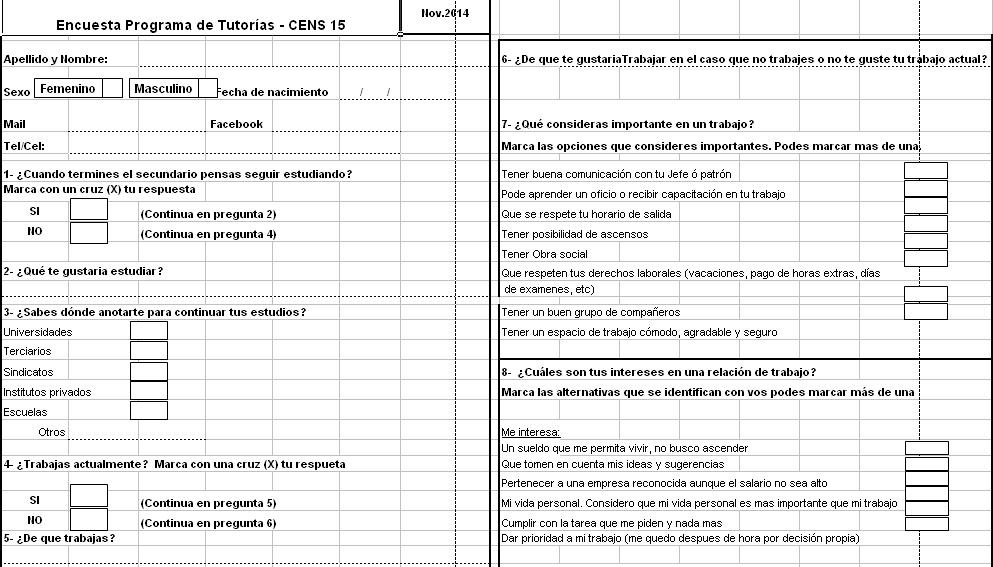 Encuesta Programa de Tutorías - CENS 15
Nov.2014
Apellido y Nombre:
Sexo Femenino Masculino Fecha de nacimiento / /
Mail Facebook
Tel/Cel:
1- ¿Cuando termines el secundario pensas seguir estudiando?
Marca con un cruz (X) tu respuesta
SI (Continua en pregunta 2)
NO (Continua en pregunta 4)
2- ¿Qué te gustaria estudiar?
3- ¿Sabes dónde anotarte para continuar tus estudios?
Universidades
Terciarios
Sindicatos
Institutos privados
Escuelas
Otros
4- ¿Trabajas actualmente? Marca con una cruz (X) tu respueta
SI (Continua en pregunta 5)
NO (Continua en pregunta 6)
5- ¿De que trabajas?
6- ¿De que te gustariaTrabajar en el caso que no trabajes o no te guste tu trabajo actual?
7- ¿Qué consideras importante en un trabajo?
Marca las opciones que consideres importantes. Podes marcar mas de una.
Tener buena comunicación con tu Jefe ó patrón
Pode aprender un oficio o recibir capacitación en tu trabajo
Que se respete tu horario de salida
Tener posibilidad de ascensos
Tener Obra social
Que respeten tus derechos laborales (vacaciones, pago de horas extras, días
de examenes, etc)
Tener un buen grupo de compañeros
Tener un espacio de trabajo cómodo, agradable y seguro
8- ¿Cuáles son tus intereses en una relación de trabajo?
Marca las alternativas que se identifican con vos podes marcar más de una
Me interesa:
Un sueldo que me permita vivir, no busco ascender
Que tomen en cuenta mis ideas y sugerencias
Pertenecer a una empresa reconocida aunque el salario no sea alto
Mi vida personal. Considero que mi vida personal es mas importante que mi trabajo
Cumplir con la tarea que me piden y nada mas
Dar prioridad a mi trabajo (me quedo despues de hora por decisión propia)